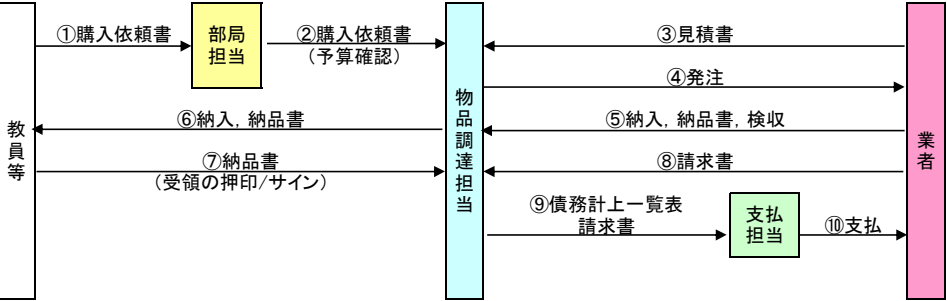 ①購入依頼書
部局
担当
②購入依頼書
（予算確認）
③見積書
④発注
⑥納入，納品書
⑤納入，納品書，検収
教員等
物品調達担当
業者
⑦納品書
（受領の押印/サイン）
⑧請求書
⑨債務計上一覧表
請求書
支払
担当
⑩支払